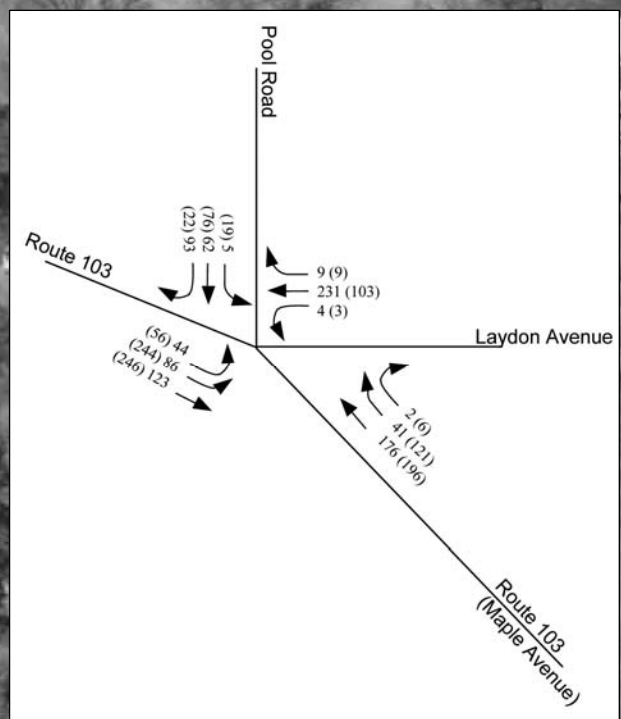 Pool Road
(22) 93
(76) 62
(19) 5
Route 103
9 (9)
231 (103)
4 (3)
Laydon Avenue
(56) 44
(244) 86
(246) 123
2 (6)
41 (121)
176 (196)
Route 103
(Maple Avenue)